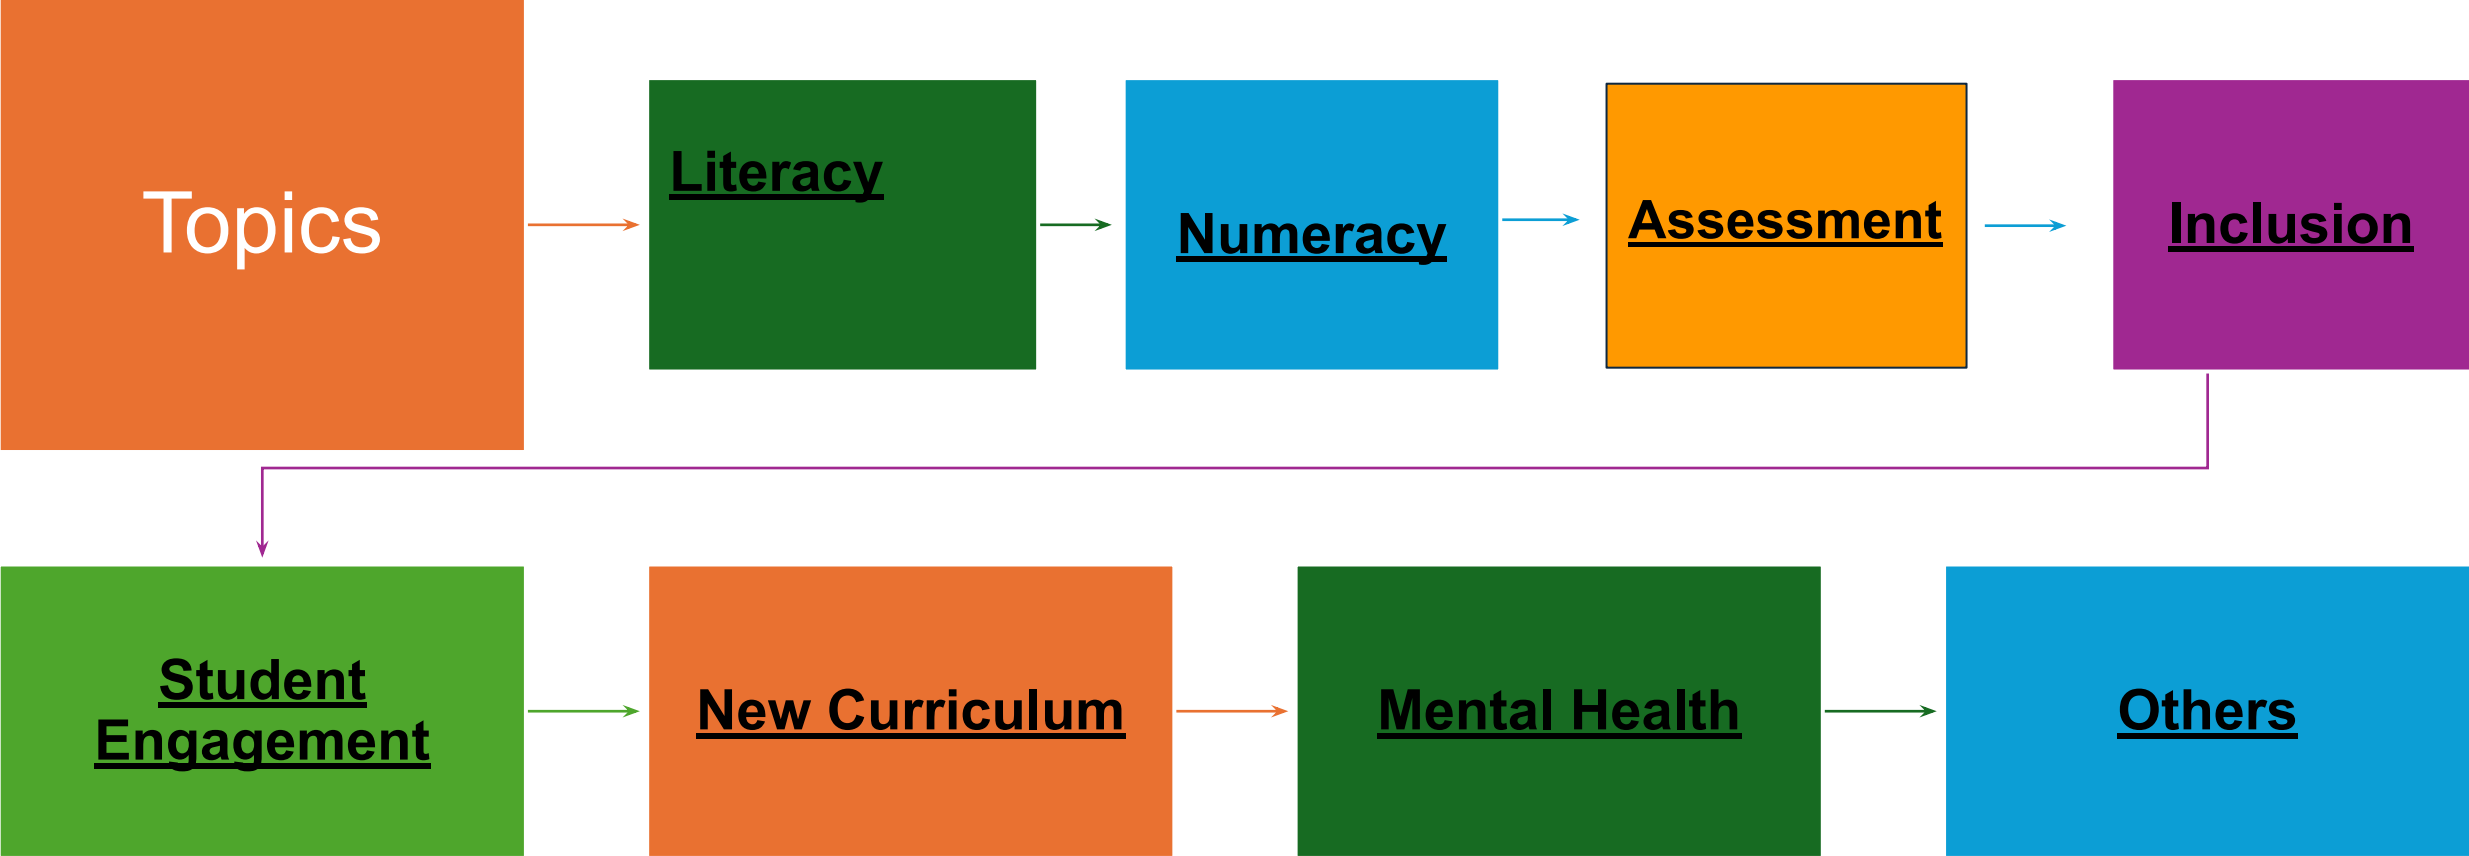 Topics
Literacy
Numeracy
Assessment
Inclusion
Student
Engagement
New Curriculum
Mental Health
Others